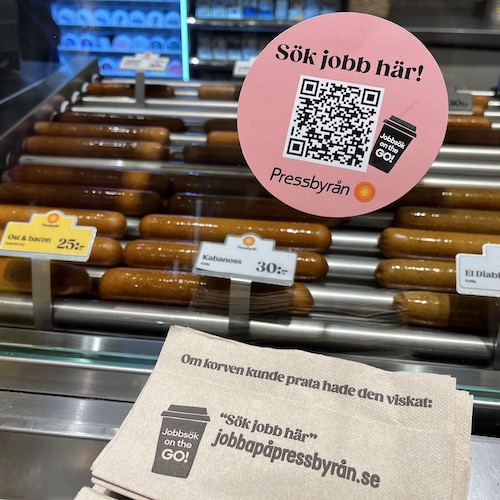 Sök jobb här!
Jobbsök
on the
GO!
Pressbyrån
Ost & bacon
25:-
Kabanoss
30:-
El Diabl
Om korven kunde prata hade den viskat:
Jobbsök
on the
GO!
"Sök jobb här"
jobbapåpressbyrån.se